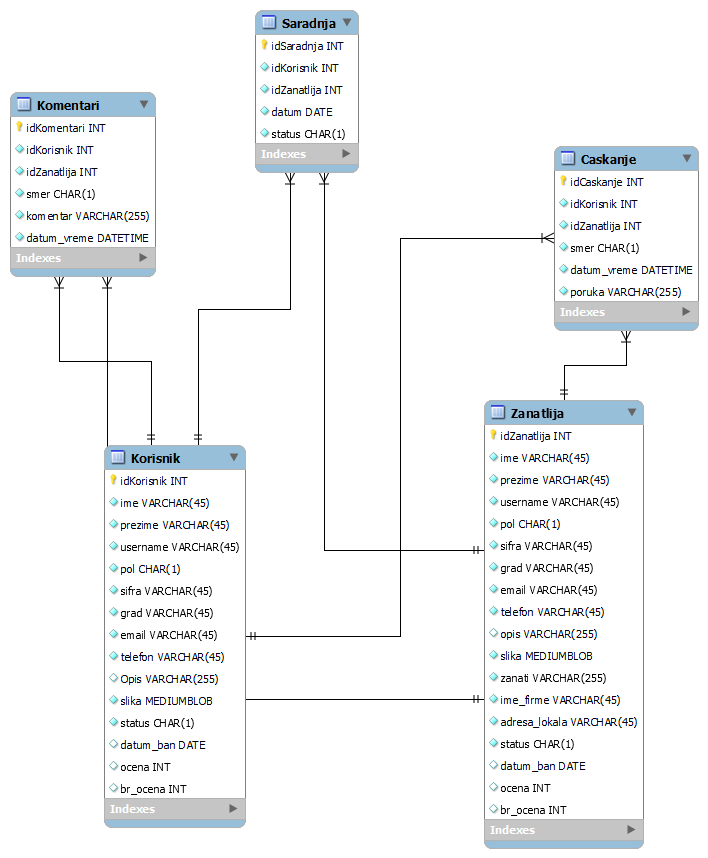 Saradnja
idSaradnja INT
idKorisnik INT
idZanatlija INT
datum DATE
status CHAR(1)
Indexes
Komentari
idKomentari INT
idKorisnik INT
idZanatlija INT
smer CHAR(1)
komentar VARCHAR(255)
datum_vreme DATETIME
Indexes
Caskanje
idCaskanje INT
idKorisnik INT
idZanatlija INT
smer CHAR(1)
datum_vreme DATETIME
poruka VARCHAR(255)
Indexes
Korisnik
idKorisnik INT
ime VARCHAR(45)
prezime VARCHAR(45)
username VARCHAR(45)
pol CHAR(1)
sifra VARCHAR(45)
grad VARCHAR(45)
email VARCHAR(45)
telefon VARCHAR(45)
Opis VARCHAR(255)
slika MEDIUMBLOB
status CHAR(1)
datum_ban DATE
ocena INT
br_ocena INT
Indexes
Zanatlija
idZanatlija INT
ime VARCHAR(45)
prezime VARCHAR(45)
username VARCHAR(45)
pol CHAR(1)
sifra VARCHAR(45)
grad VARCHAR(45)
email VARCHAR(45)
telefon VARCHAR(45)
opis VARCHAR(255)
slika MEDIUMBLOB
zanati VARCHAR(255)
ime_firme VARCHAR(45)
adresa_lokala VARCHAR(45)
status CHAR(1)
datum_ban DATE
ocena INT
br_ocena INT
Indexes